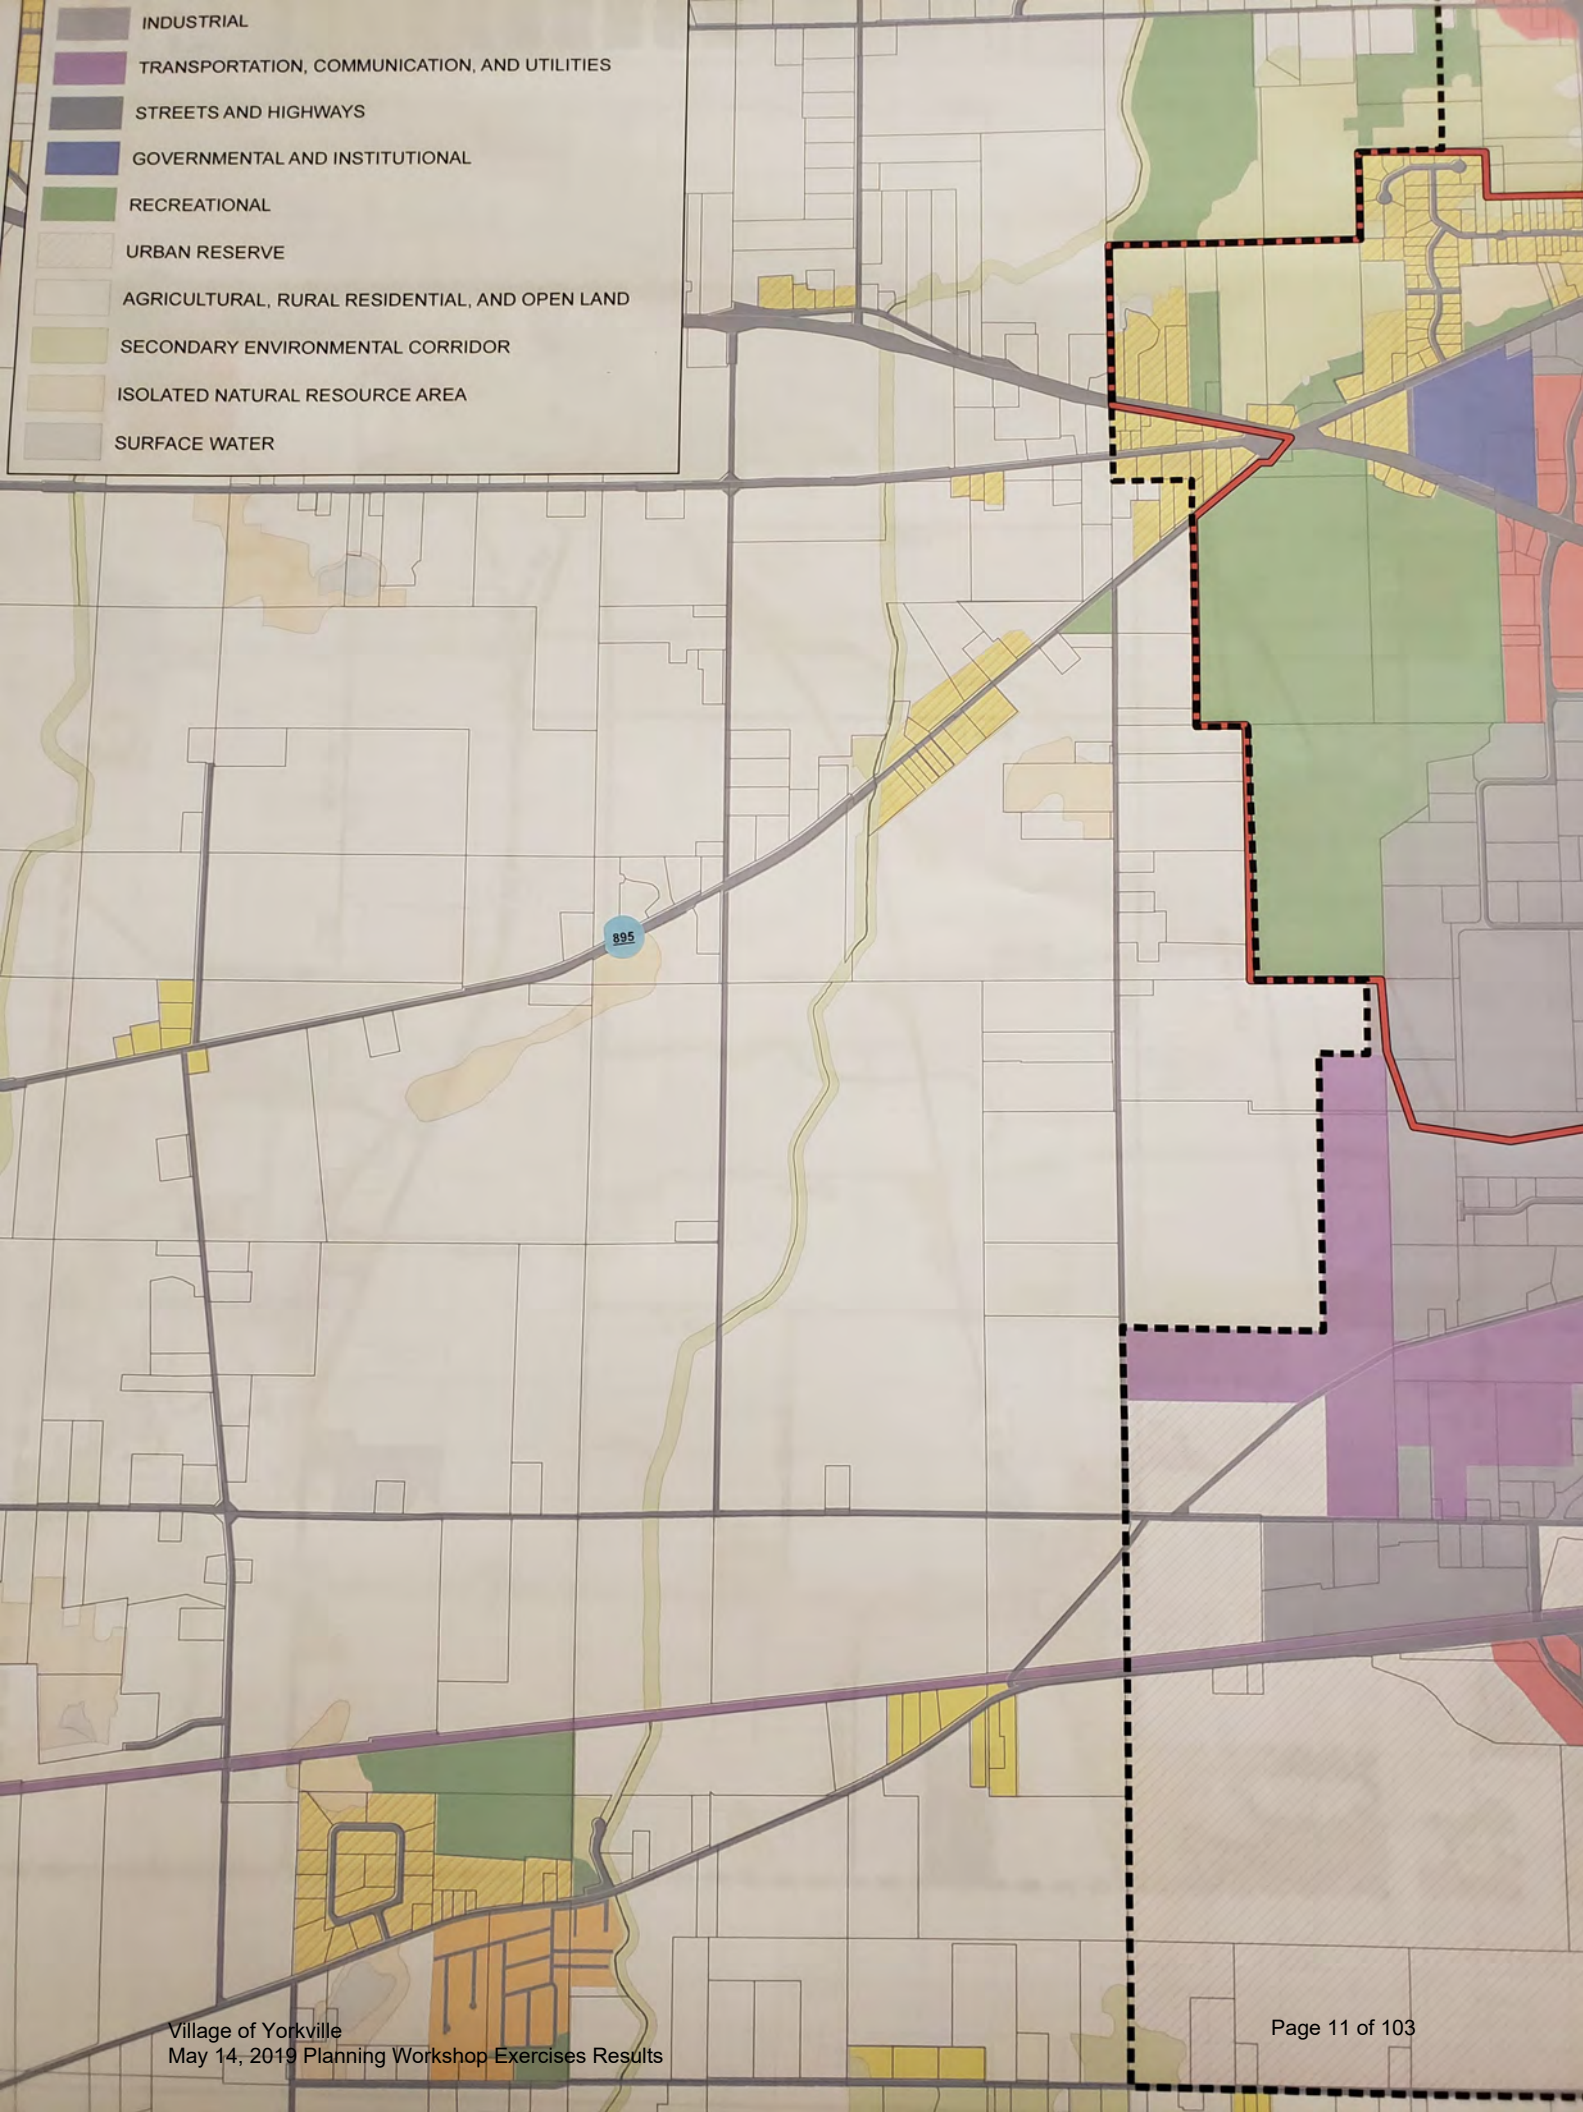 INDUSTRIAL
TRANSPORTATION, COMMUNICATION, AND UTILITIES
STREETS AND HIGHWAYS
GOVERNMENTAL AND INSTITUTIONAL
RECREATIONAL
URBAN RESERVE
AGRICULTURAL, RURAL RESIDENTIAL, AND OPEN LAND
SECONDARY ENVIRONMENTAL CORRIDOR
ISOLATED NATURAL RESOURCE AREA
SURFACE WATER
895
Village of Yorkville
May 14, 2019 Planning Workshop Exercises Results
Page 11 of 103